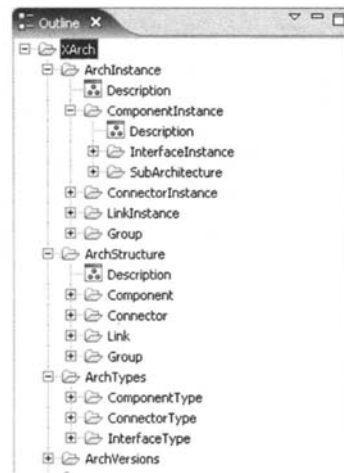 Outline
XArch
ArchInstance
Description
ComponentInstance
Description
InterfaceInstance
SubArchitecture
ConnectorInstance
LinkInstance
Group
ArchStructure
Description
Component
Connector
Link
Group
ArchTypes
ComponentType
ConnectorType
InterfaceType
ArchVersions